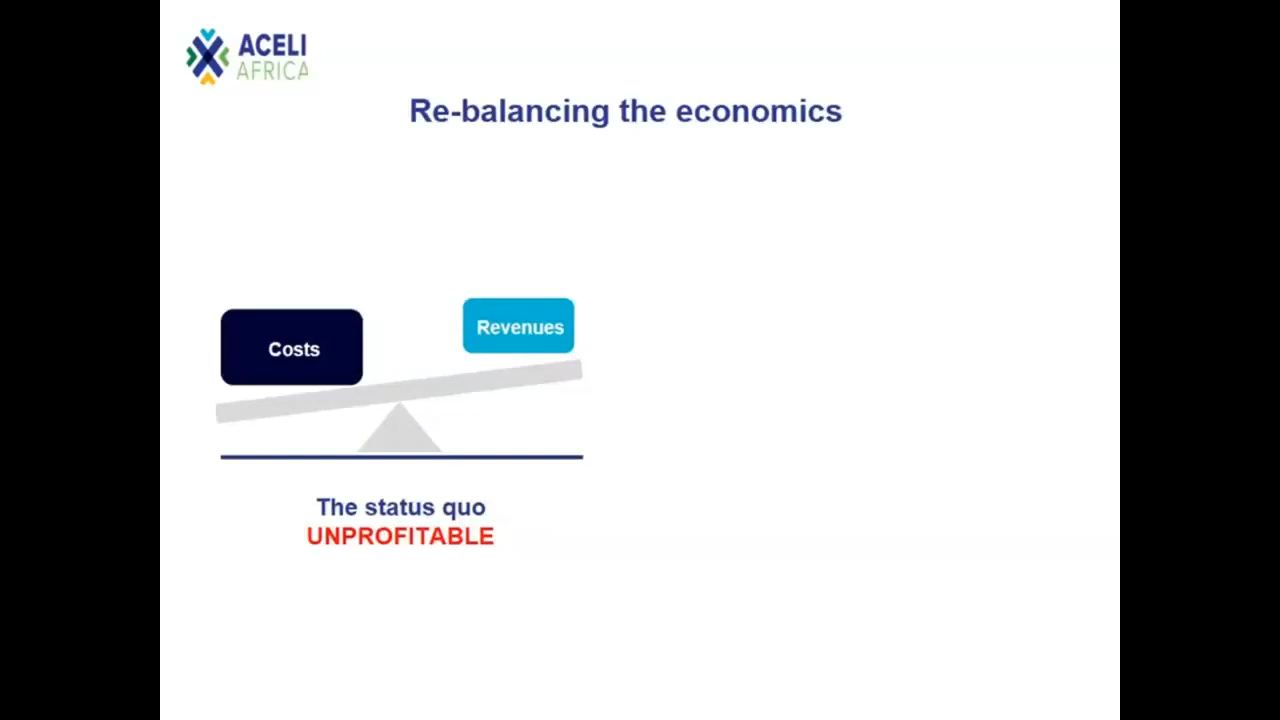 ACELI
AFRICA
Re-balancing the economics
Revenues
Costs
The status quo
UNPROFITABLE